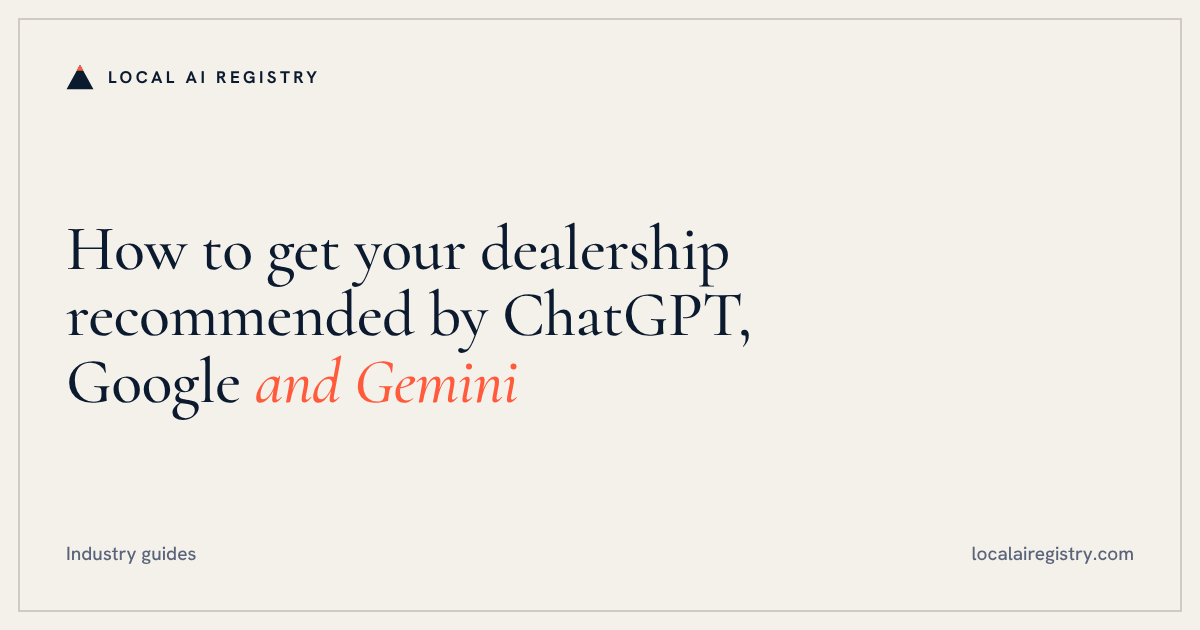 LOCAL AI REGISTRY
How to get your dealership
recommended by ChatGPT,
Google and Gemini
Industry guides
localairegistry.com